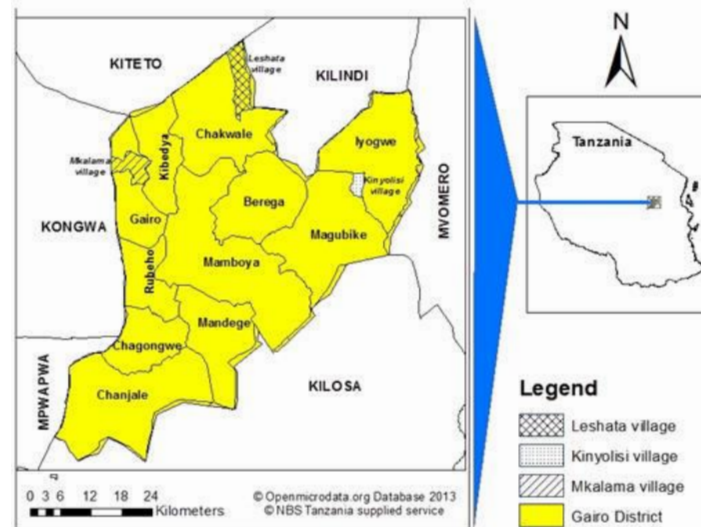 KITETO
Leshata
village
KILINDI
Chakwale
Kibedya
Iyogwe
Mkalama
village
Kinyolisi
village
Berega
KONGWA
Gairo
Magubike
MVOMERO
Rubeho
Mamboya
Mandege
Chagongwe
MPWAPWA
Chanjale
KILOSA
0 3 6 12 18 24
Kilometers
© Openmicrodata.org Database 2013
© NBS Tanzania supplied service
N
Tanzania
Legend
Leshata village
Kinyolisi village
Mkalama village
Gairo District